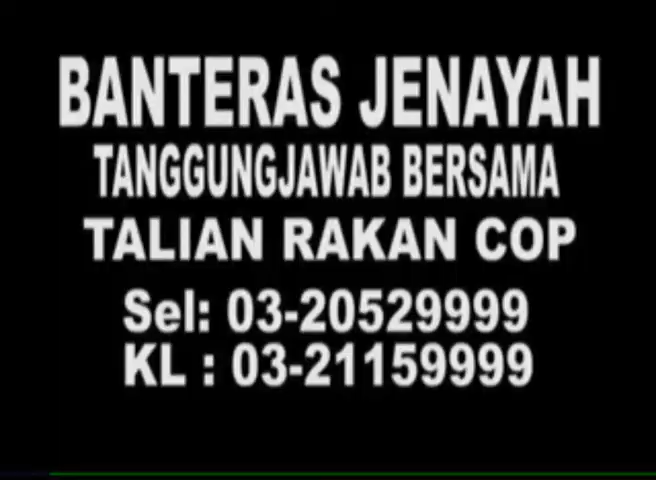 BANTERAS JENAYAH
TANGGUNGJAWAB BERSAMA
TALIAN RAKAN COP
Sel: 03-20529999
KL : 03-21159999